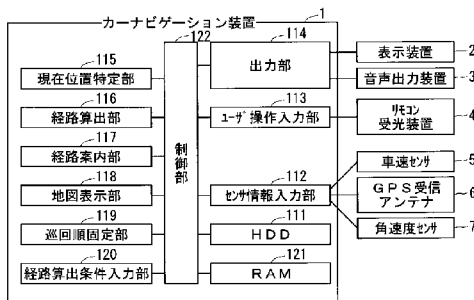 カーナビゲーション装置
1
122
114
115
現在位置特定部
出力部
表示装置
2
音声出力装置
3
116
経路算出部
113
ユーザ操作入力部
リモコン
受光装置
4
117
経路案内部
制御部
車速センサ
5
118
地図表示部
112
センサ情報入力部
GPS受信
アンテナ
6
119
巡回順固定部
111
HDD
角速度センサ
7
120
経路算出条件入力部
121
RAM